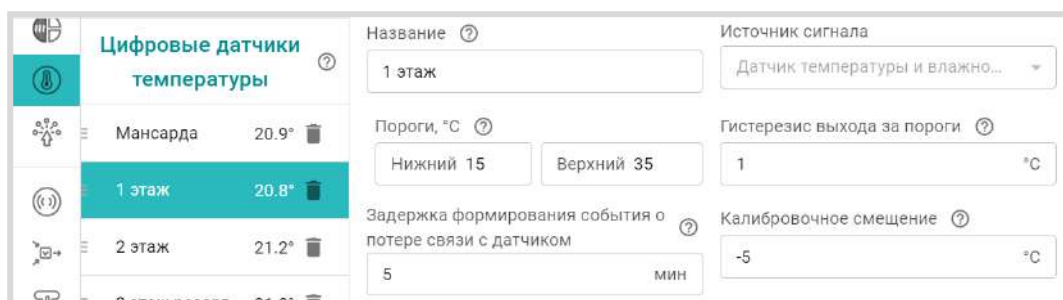 Цифровые датчики
температуры
Мансарда 20.9°
1 этаж 20.8°
2 этаж 21.2°
Название
1 этаж
Источник сигнала
Датчик температуры и влажно...
Пороги, °C
Нижний 15 Верхний 35
Гистерезис выхода за пороги
1 °C
Задержка формирования события о
потере связи с датчиком
5 мин
Калибровочное смещение
-5 °C